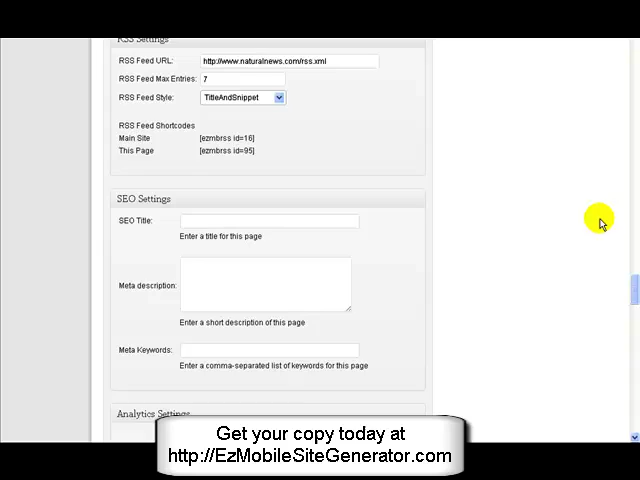 RSS Settings
RSS Feed URL: http://www.naturalnews.com/rss.xml
RSS Feed Max Entries: 7
RSS Feed Style: TitleAndSnippet
RSS Feed Shortcodes
Main Site [ezmbrss id=16]
This Page [ezmbrss id=95]
SEO Settings
SEO Title:
Enter a title for this page
Meta description:
Enter a short description of this page
Meta Keywords:
Enter a comma-separated list of keywords for this page
Analytics Settings
Get your copy today at
http://EzMobileSiteGenerator.com